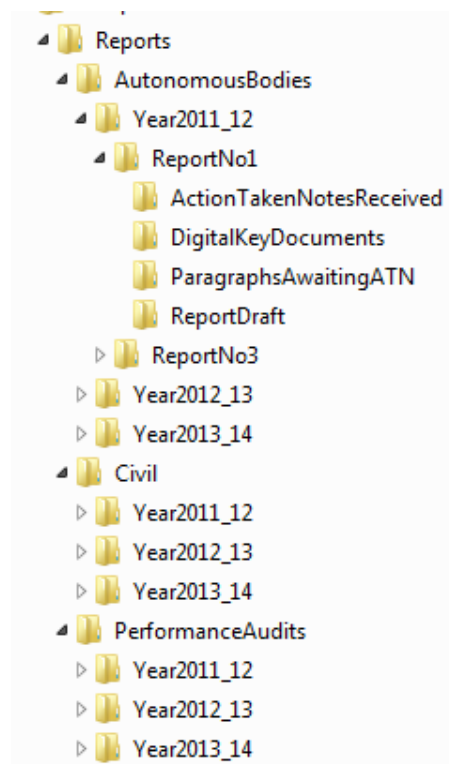 Reports
AutonomousBodies
Year2011_12
ReportNo1
ActionTakenNotesReceived
DigitalKeyDocuments
ParagraphsAwaitingATN
ReportDraft
ReportNo3
Year2012_13
Year2013_14
Civil
Year2011_12
Year2012_13
Year2013_14
PerformanceAudits
Year2011_12
Year2012_13
Year2013_14